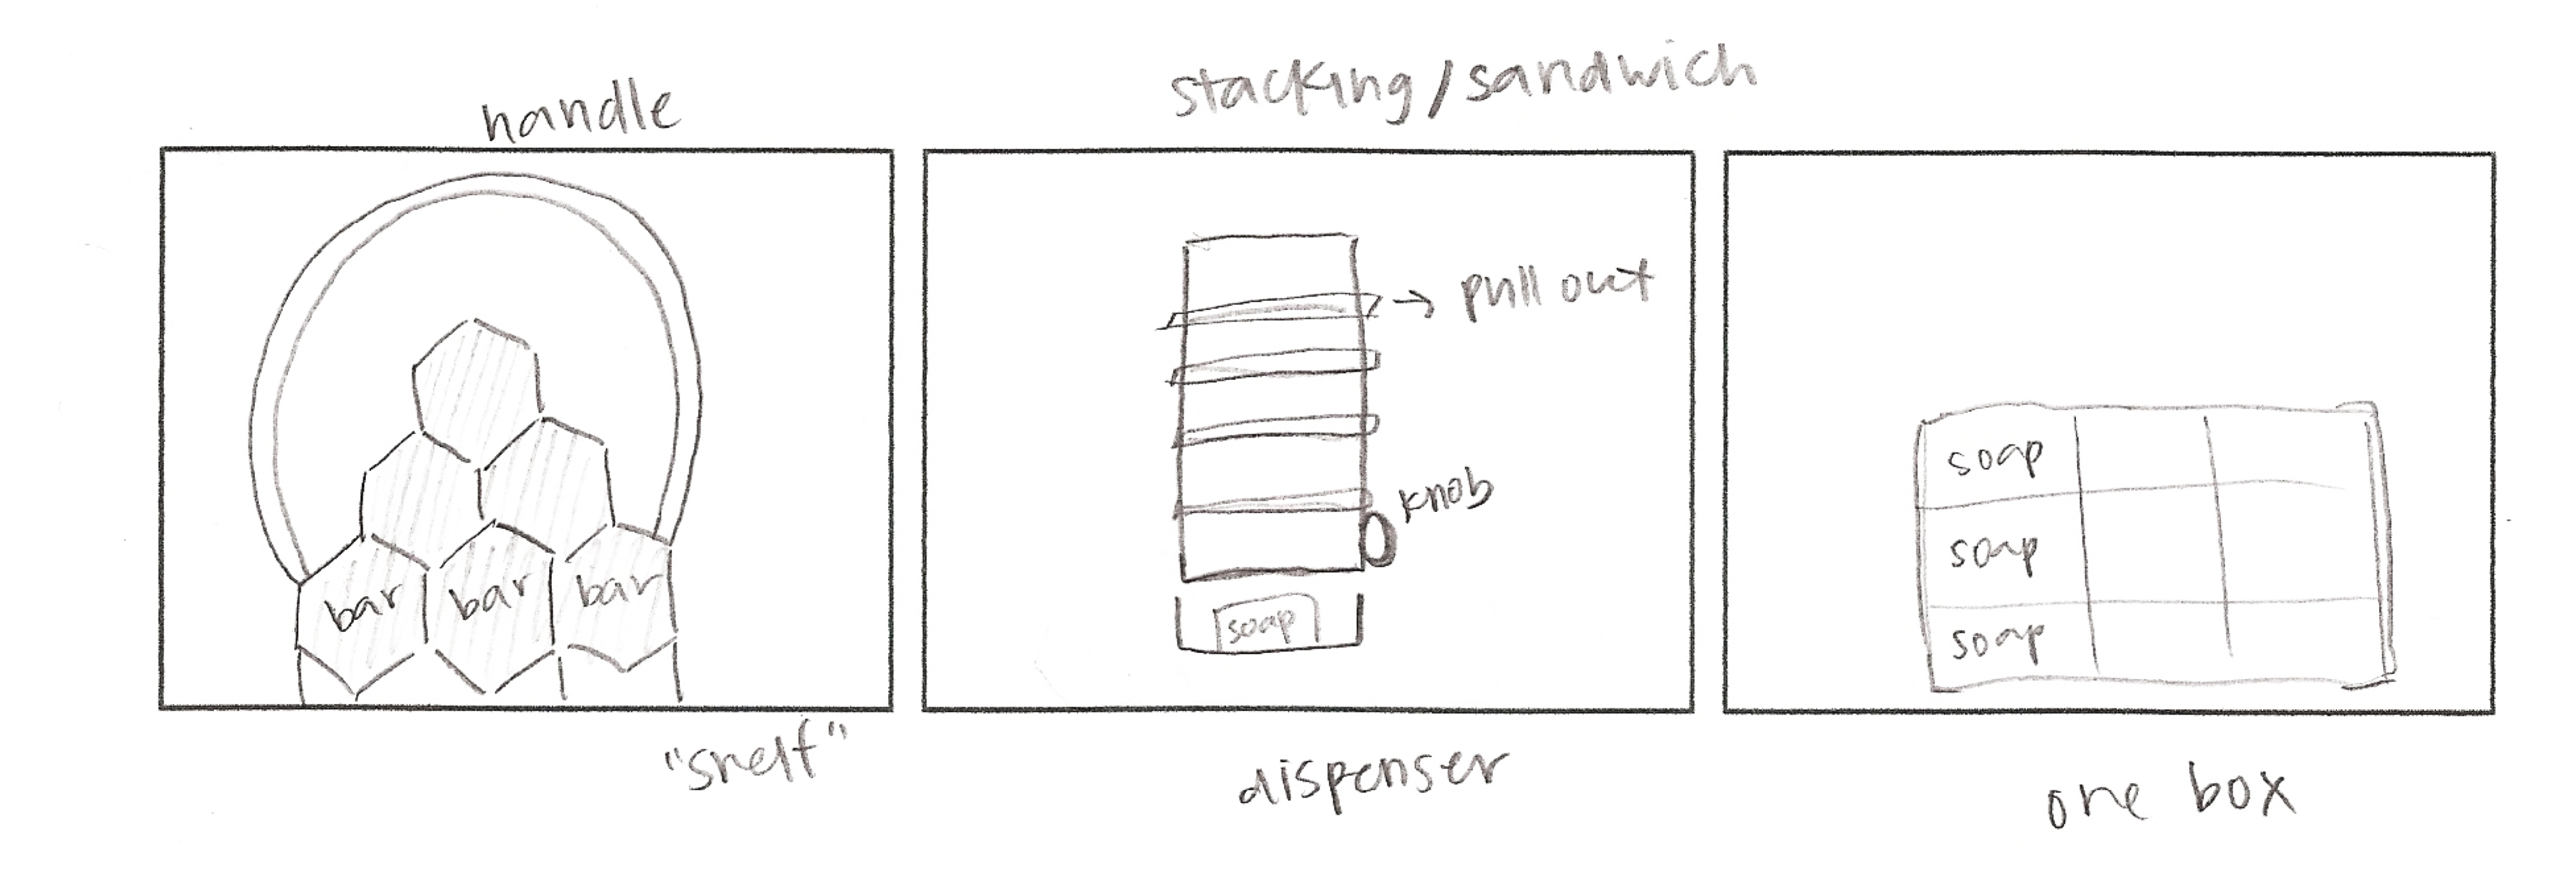 handle
stacking/sandwich
bar bar bar
→ pull out
knob
soap
soap
soap
soap
"shelf"
dispenser
one box